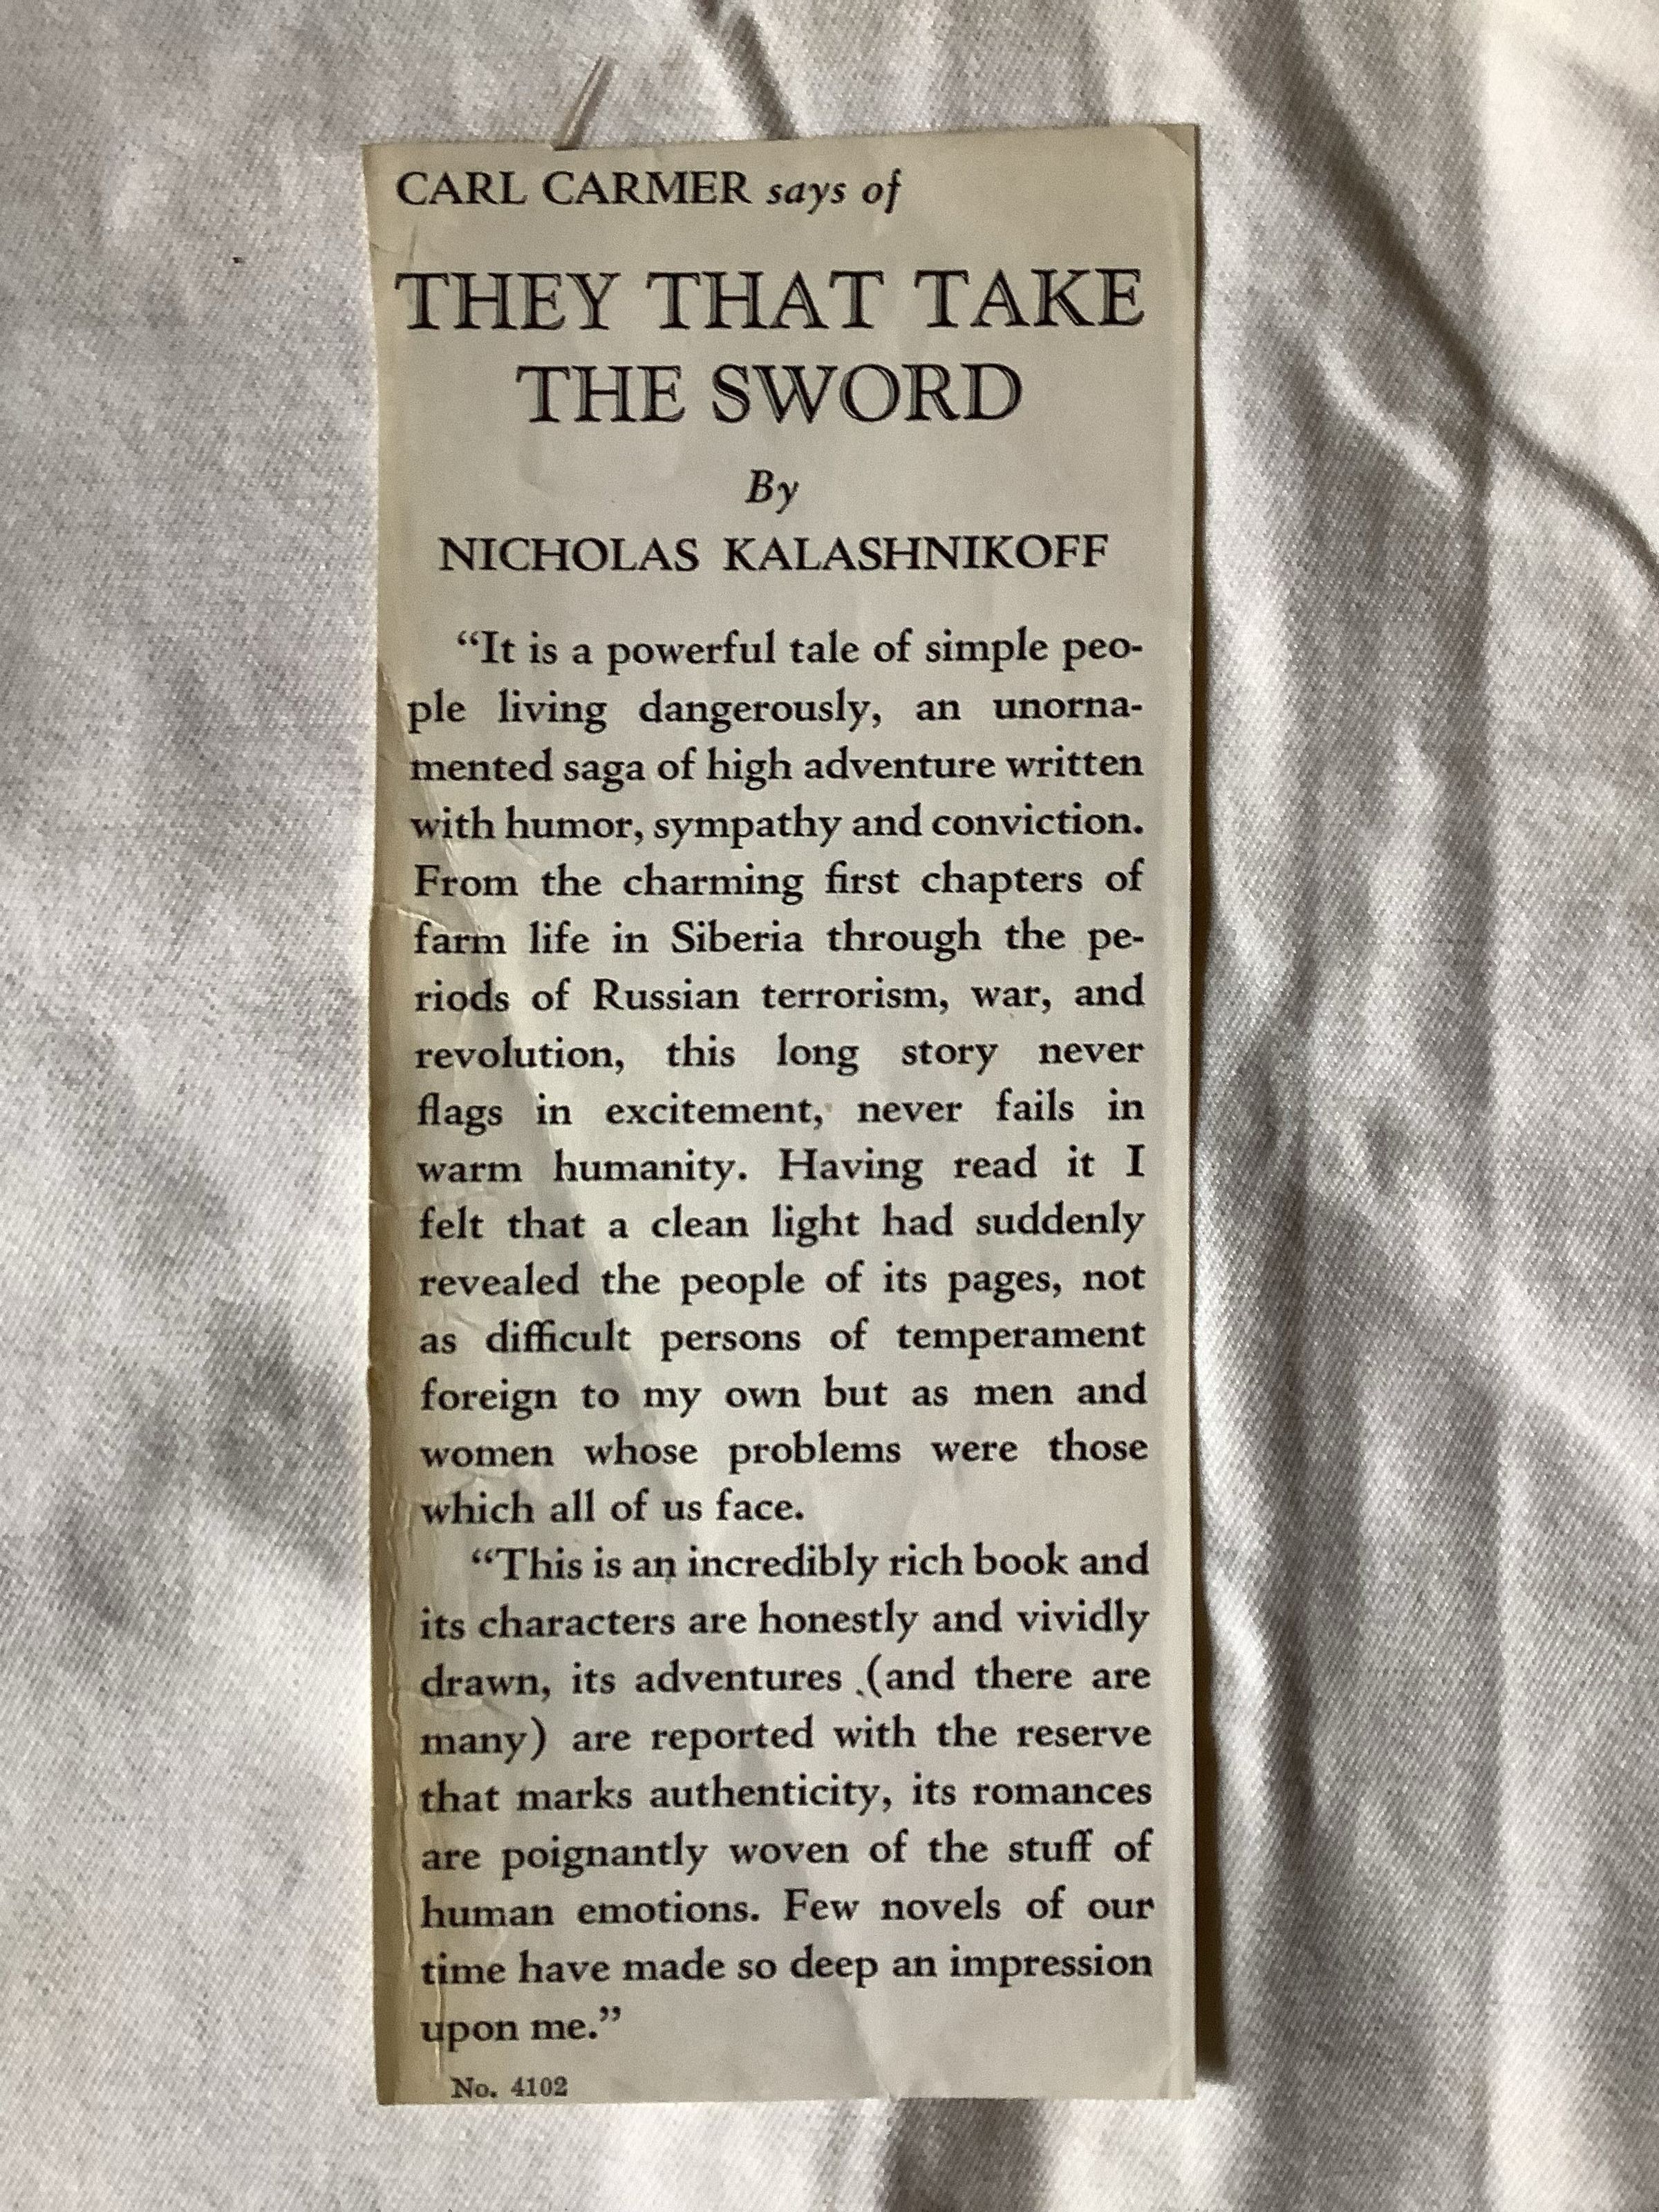 CARL CARMER says of
THEY THAT TAKE
THE SWORD
By
NICHOLAS KALASHNIKOFF
“It is a powerful tale of simple peo-
ple living dangerously, an unorna-
mented saga of high adventure written
with humor, sympathy and conviction.
From the charming first chapters of
farm life in Siberia through the pe-
riods of Russian terrorism, war, and
revolution, this long story never
flags in excitement, never fails in
warm humanity. Having read it I
felt that a clean light had suddenly
revealed the people of its pages, not
as difficult persons of temperament
foreign to my own but as men and
women whose problems were those
which all of us face.
“This is an incredibly rich book and
its characters are honestly and vividly
drawn, its adventures (and there are
many) are reported with the reserve
that marks authenticity, its romances
are poignantly woven of the stuff of
human emotions. Few novels of our
time have made so deep an impression
upon me.”
No. 4102